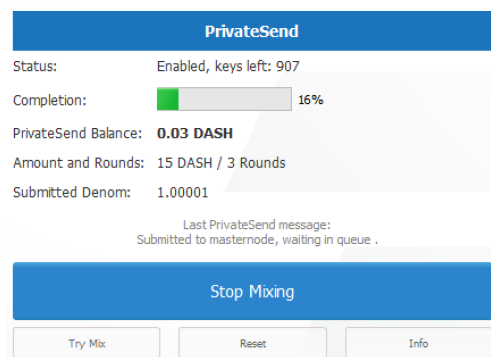 PrivateSend
Status: Enabled, keys left: 907
Completion: 16%
PrivateSend Balance: 0.03 DASH
Amount and Rounds: 15 DASH / 3 Rounds
Submitted Denom: 1.00001
Last PrivateSend message:
Submitted to masternode, waiting in queue .
Stop Mixing
Try Mix Reset Info